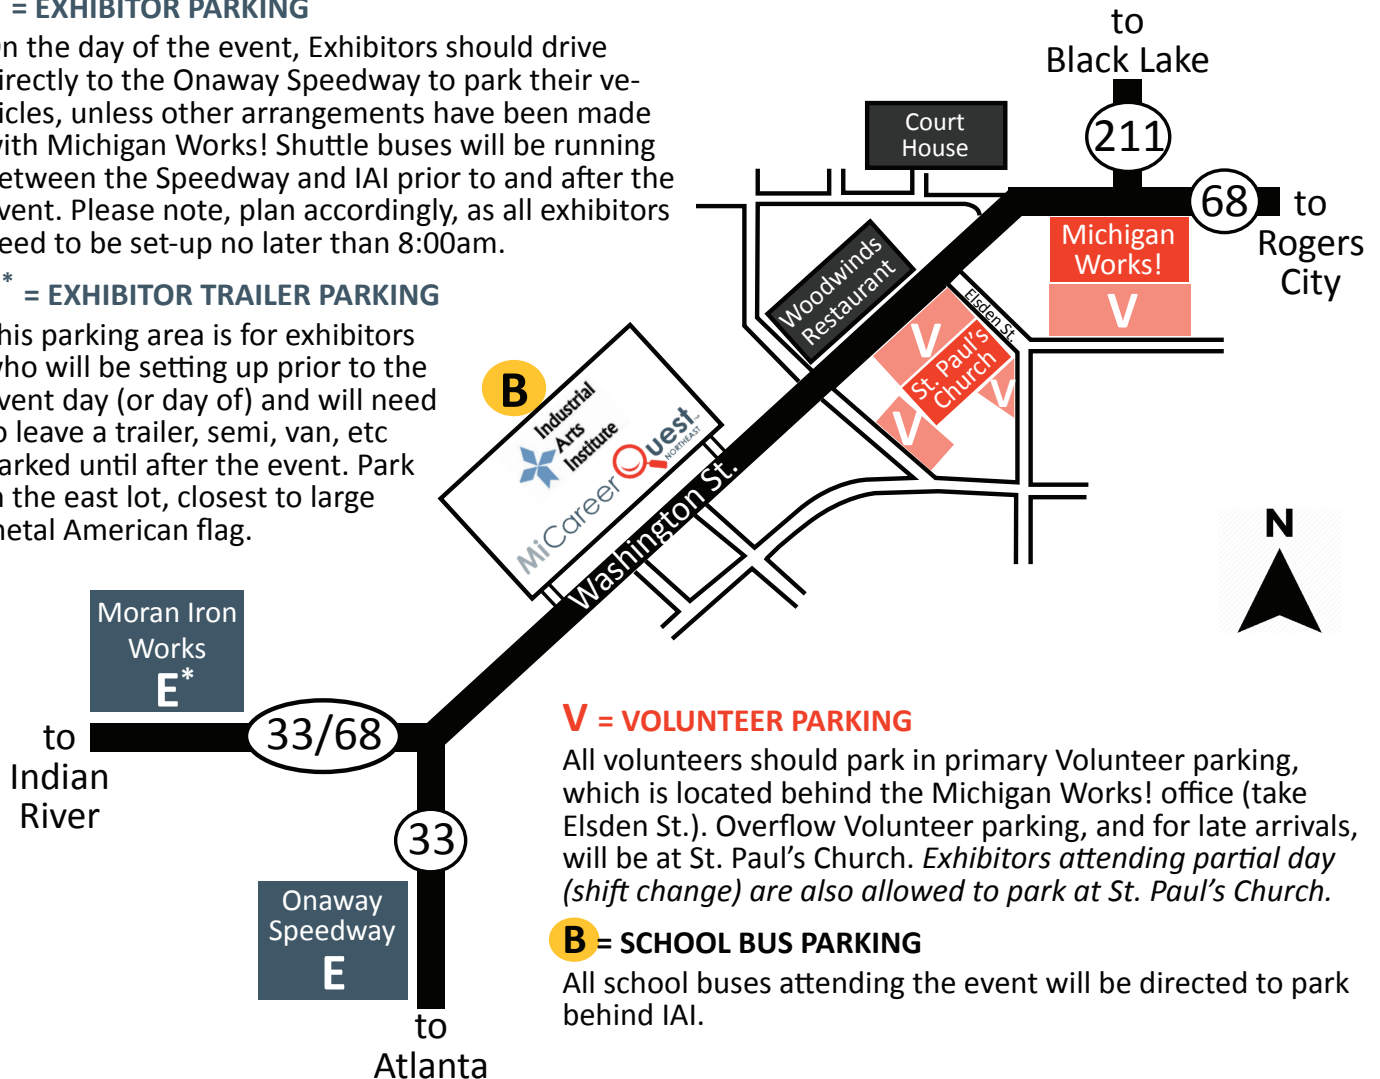 = EXHIBITOR PARKING
n the day of the event, Exhibitors should drive
irectly to the Onaway Speedway to park their ve-
icles, unless other arrangements have been made
ith Michigan Works! Shuttle buses will be running
etween the Speedway and IAI prior to and after the
vent. Please note, plan accordingly, as all exhibitors
eed to be set-up no later than 8:00am.
* = EXHIBITOR TRAILER PARKING
his parking area is for exhibitors
ho will be setting up prior to the
vent day (or day of) and will need
o leave a trailer, semi, van, etc
arked until after the event. Park
n the east lot, closest to large
etal American flag.
to
Black Lake
211
Court
House
68
to
Rogers
City
Michigan
Works!
V
Woodwinds
Restaurant
Elsden St.
V
St. Paul's
Church
V
V
B
Industrial
Arts
Institute
MiCareer Quest™
NORTHEAST
Washington St.
N
Moran Iron
Works
E*
33/68
to
Indian
River
33
Onaway
Speedway
E
to
Atlanta
V = VOLUNTEER PARKING
All volunteers should park in primary Volunteer parking,
which is located behind the Michigan Works! office (take
Elsden St.). Overflow Volunteer parking, and for late arrivals,
will be at St. Paul's Church. Exhibitors attending partial day
(shift change) are also allowed to park at St. Paul's Church.
B = SCHOOL BUS PARKING
All school buses attending the event will be directed to park
behind IAI.